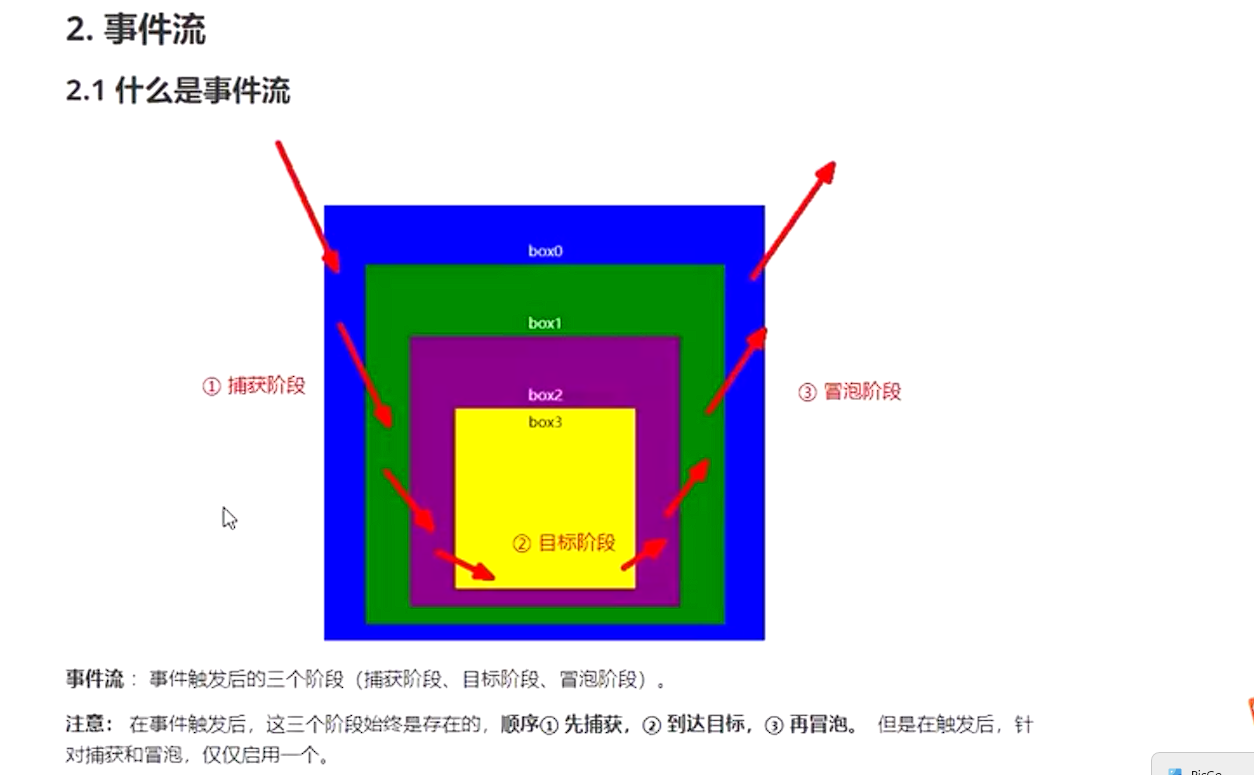 2. 事件流
2.1 什么是事件流
box0
box1
① 捕获阶段
box2
③ 冒泡阶段
box3
② 目标阶段
事件流： 事件触发后的三个阶段（捕获阶段、目标阶段、冒泡阶段）。
注意： 在事件触发后，这三个阶段始终是存在的，顺序① 先捕获，② 到达目标，③ 再冒泡。 但是在触发后，针
对捕获和冒泡，仅仅启用一个。
PicGo